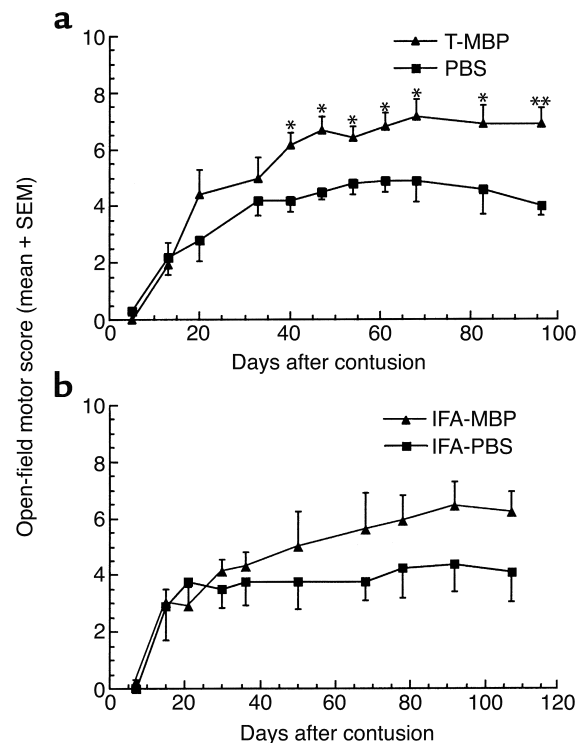 a
10
8
6
4
2
0
T-MBP
PBS
* * * * * * **
0 20 40 60 80 100
Days after contusion
Open-field motor score (mean + SEM)
b
10
8
6
4
2
0
IFA-MBP
IFA-PBS
0 20 40 60 80 100 120
Days after contusion